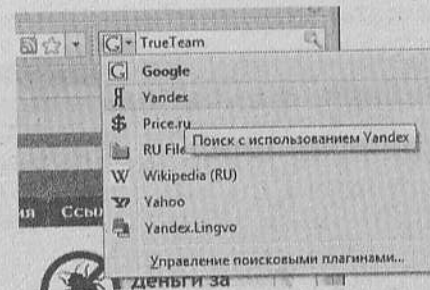 TrueTeam
Google
Yandex
Price.ru
RU File
Поиск с использованием Yandex
Wikipedia (RU)
Yahoo
Yandex.Lingvo
Управление поисковыми плагинами...
Деньги за